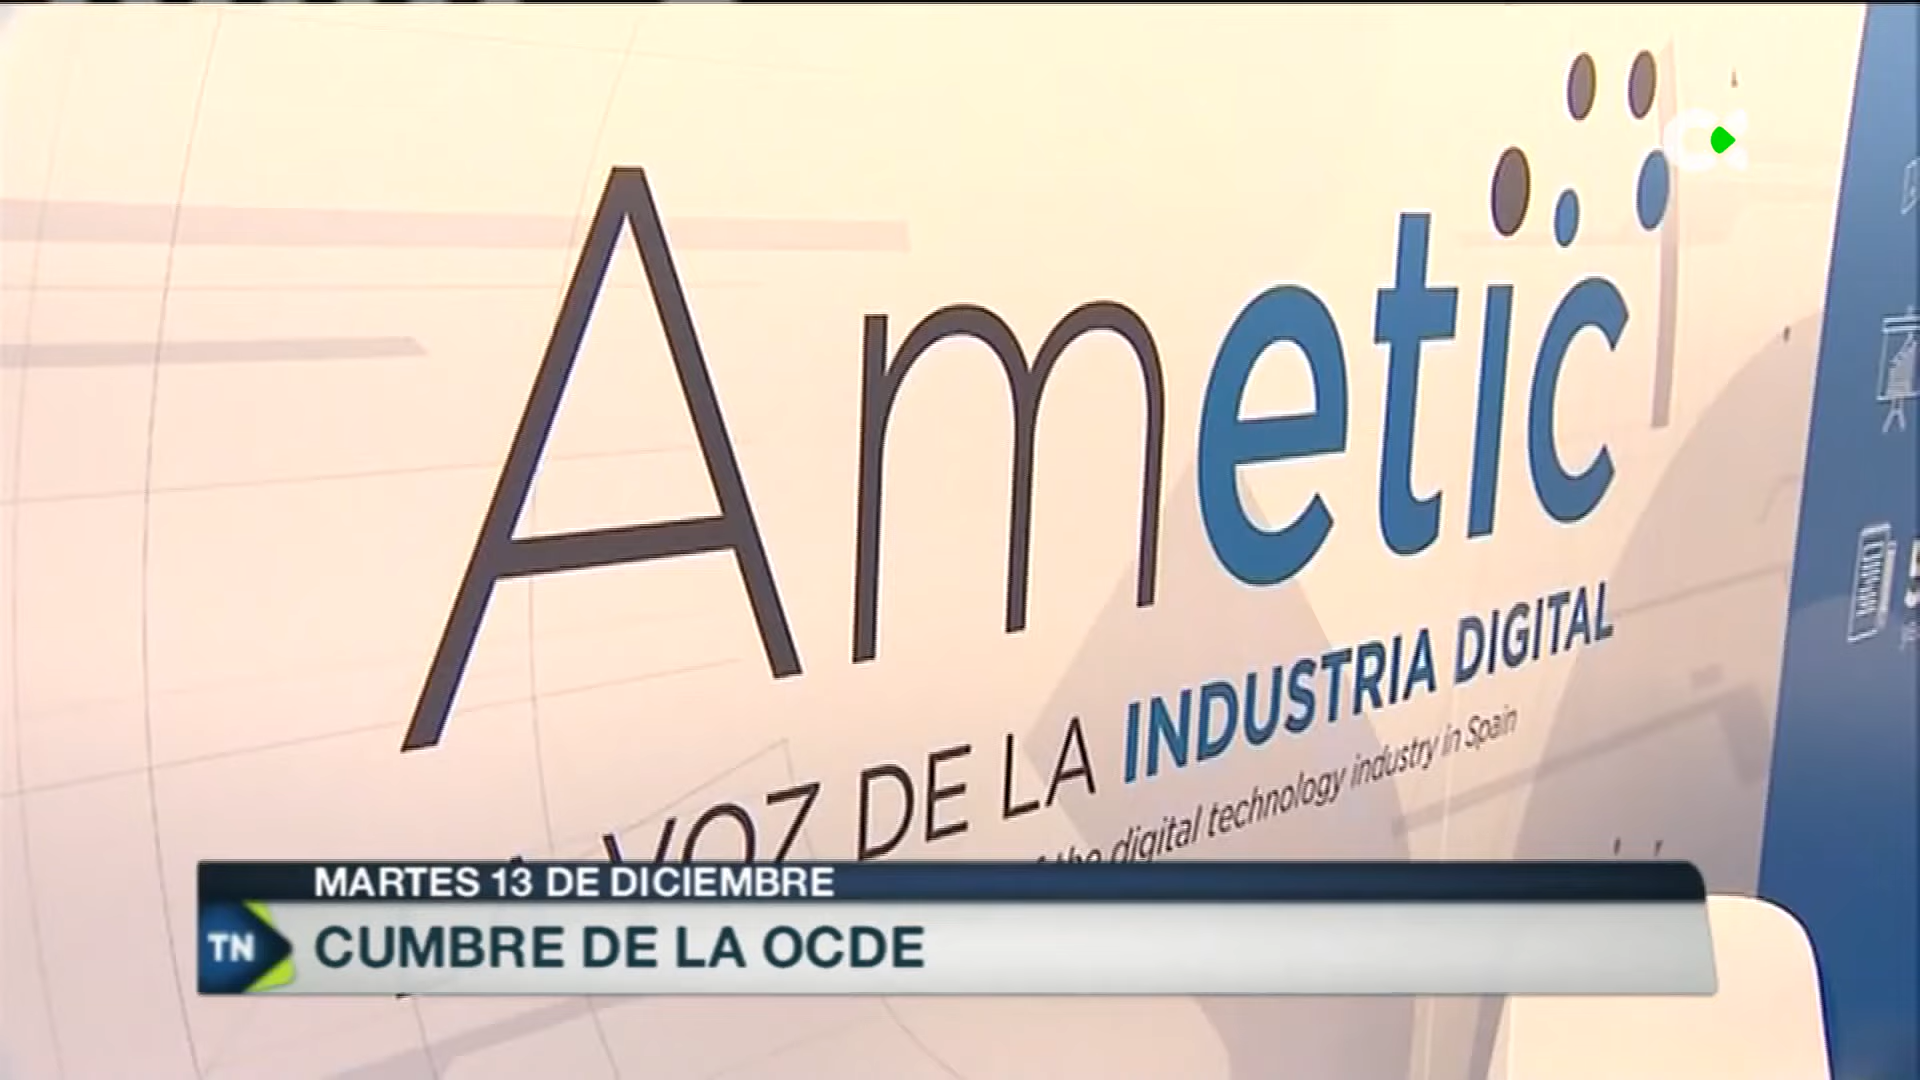 Ametic
VOZ DE LA INDUSTRIA DIGITAL
the digital technology industry in Spain
MARTES 13 DE DICIEMBRE
TN
CUMBRE DE LA OCDE